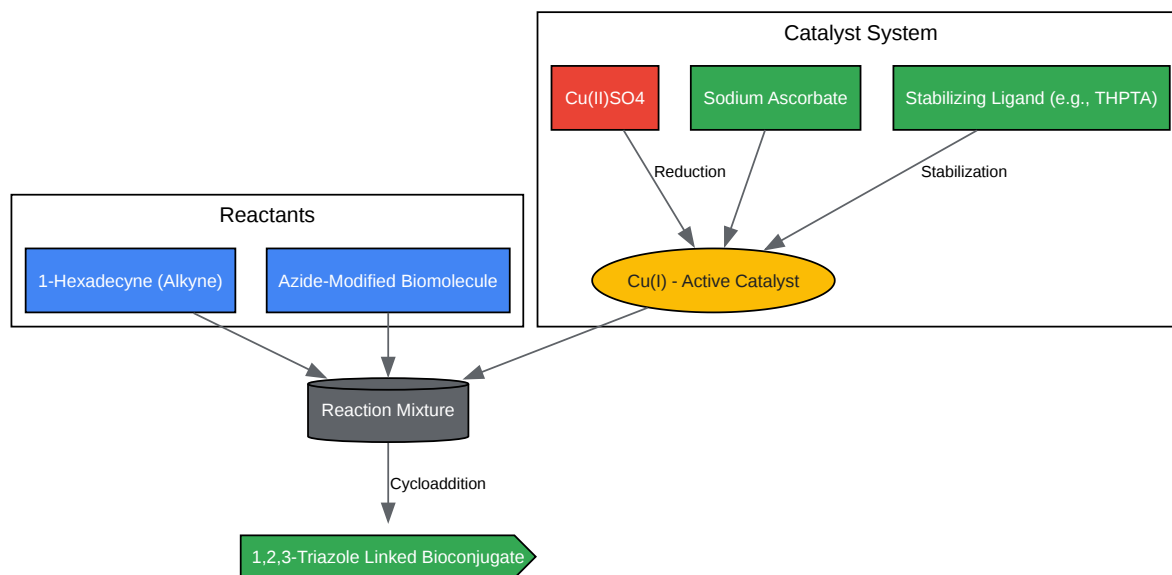 Catalyst System
Cu(II)SO4
Sodium Ascorbate
Stabilizing Ligand (e.g., THPTA)
Reduction
Stabilization
Reactants
1-Hexadecyne (Alkyne)
Azide-Modified Biomolecule
Cu(I) - Active Catalyst
Reaction Mixture
Cycloaddition
1,2,3-Triazole Linked Bioconjugate